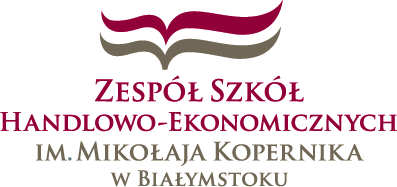 Zespół Szkół
Handlowo-Ekonomicznych
im. Mikołaja Kopernika
w Białymstoku